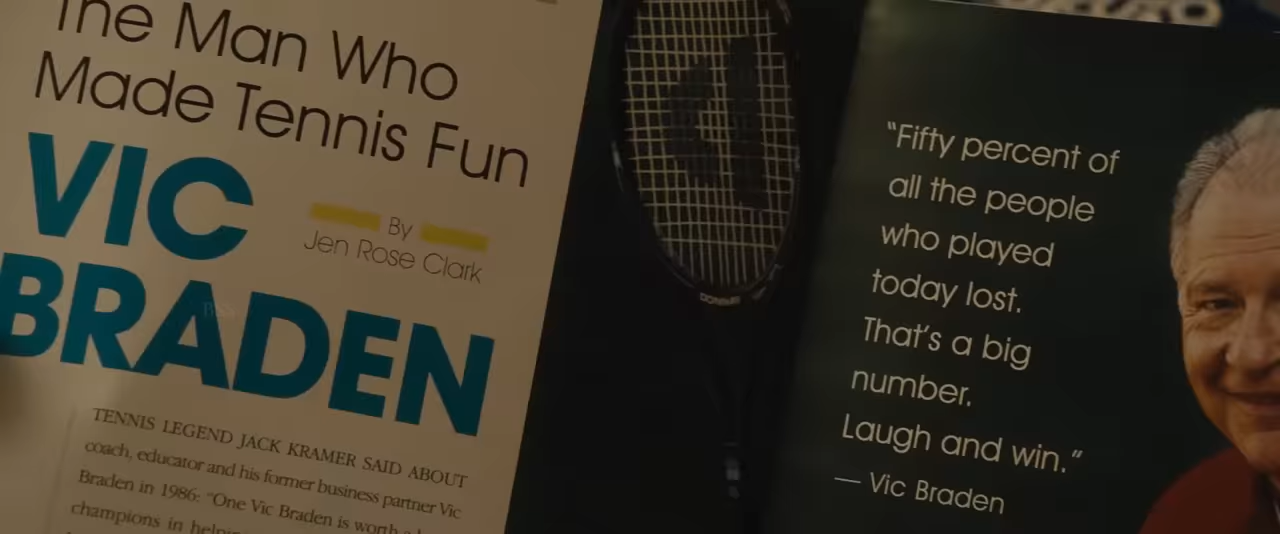 The Man Who
Made Tennis Fun
VIC
BRADEN
By
Jen Rose Clark
TENNIS LEGEND JACK KRAMER SAID ABOUT
coach, educator and his former business partner Vic
Braden in 1986: “One Vic Braden is worth a
champions in helping
DONNAY
“Fifty percent of
all the people
who played
today lost.
That’s a big
number.
Laugh and win.”
— Vic Braden